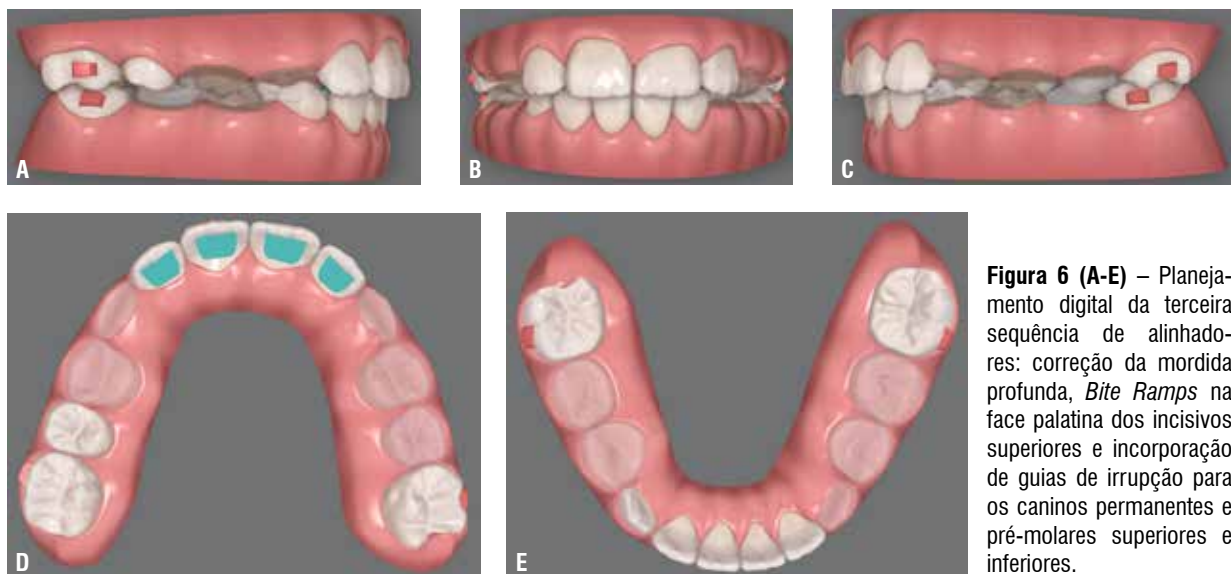 A
B
C
D
E
Figura 6 (A-E) – Planeja-
mento digital da terceira
sequência de alinhado-
res: correção da mordida
profunda, Bite Ramps na
face palatina dos incisivos
superiores e incorporação
de guias de irrupção para
os caninos permanentes e
pré-molares superiores e
inferiores.